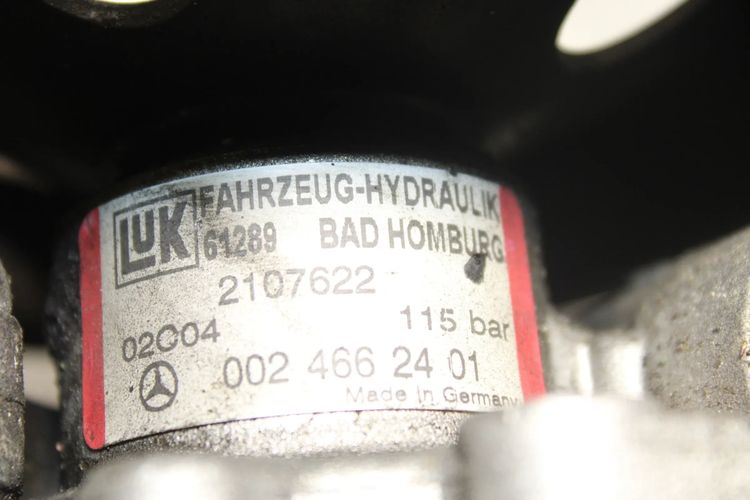 LUK FAHRZEUG-HYDRAULIK
61289 BAD HOMBURG
2107622
02C04 115 bar
002 466 24 01
Made in Germany